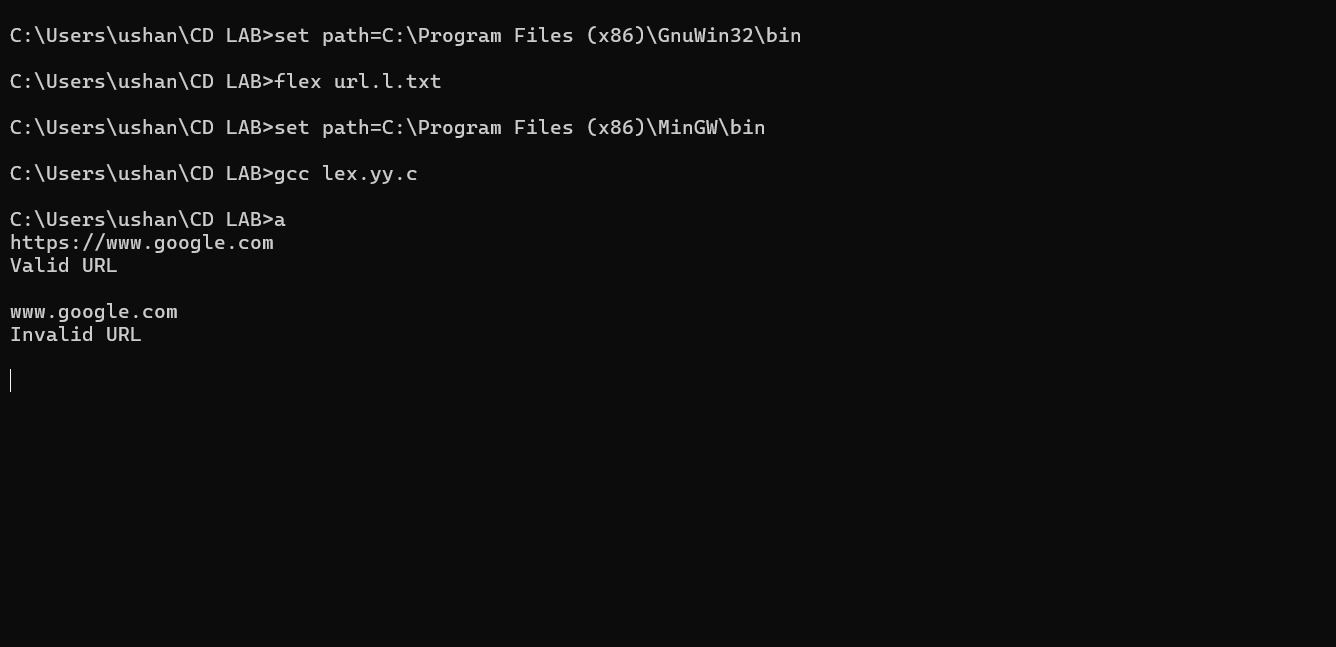 C:\Users\ushan\CD LAB>set path=C:\Program Files (x86)\GnuWin32\bin
C:\Users\ushan\CD LAB>flex url.l.txt
C:\Users\ushan\CD LAB>set path=C:\Program Files (x86)\MinGW\bin
C:\Users\ushan\CD LAB>gcc lex.yy.c
C:\Users\ushan\CD LAB>a
https://www.google.com
Valid URL
www.google.com
Invalid URL